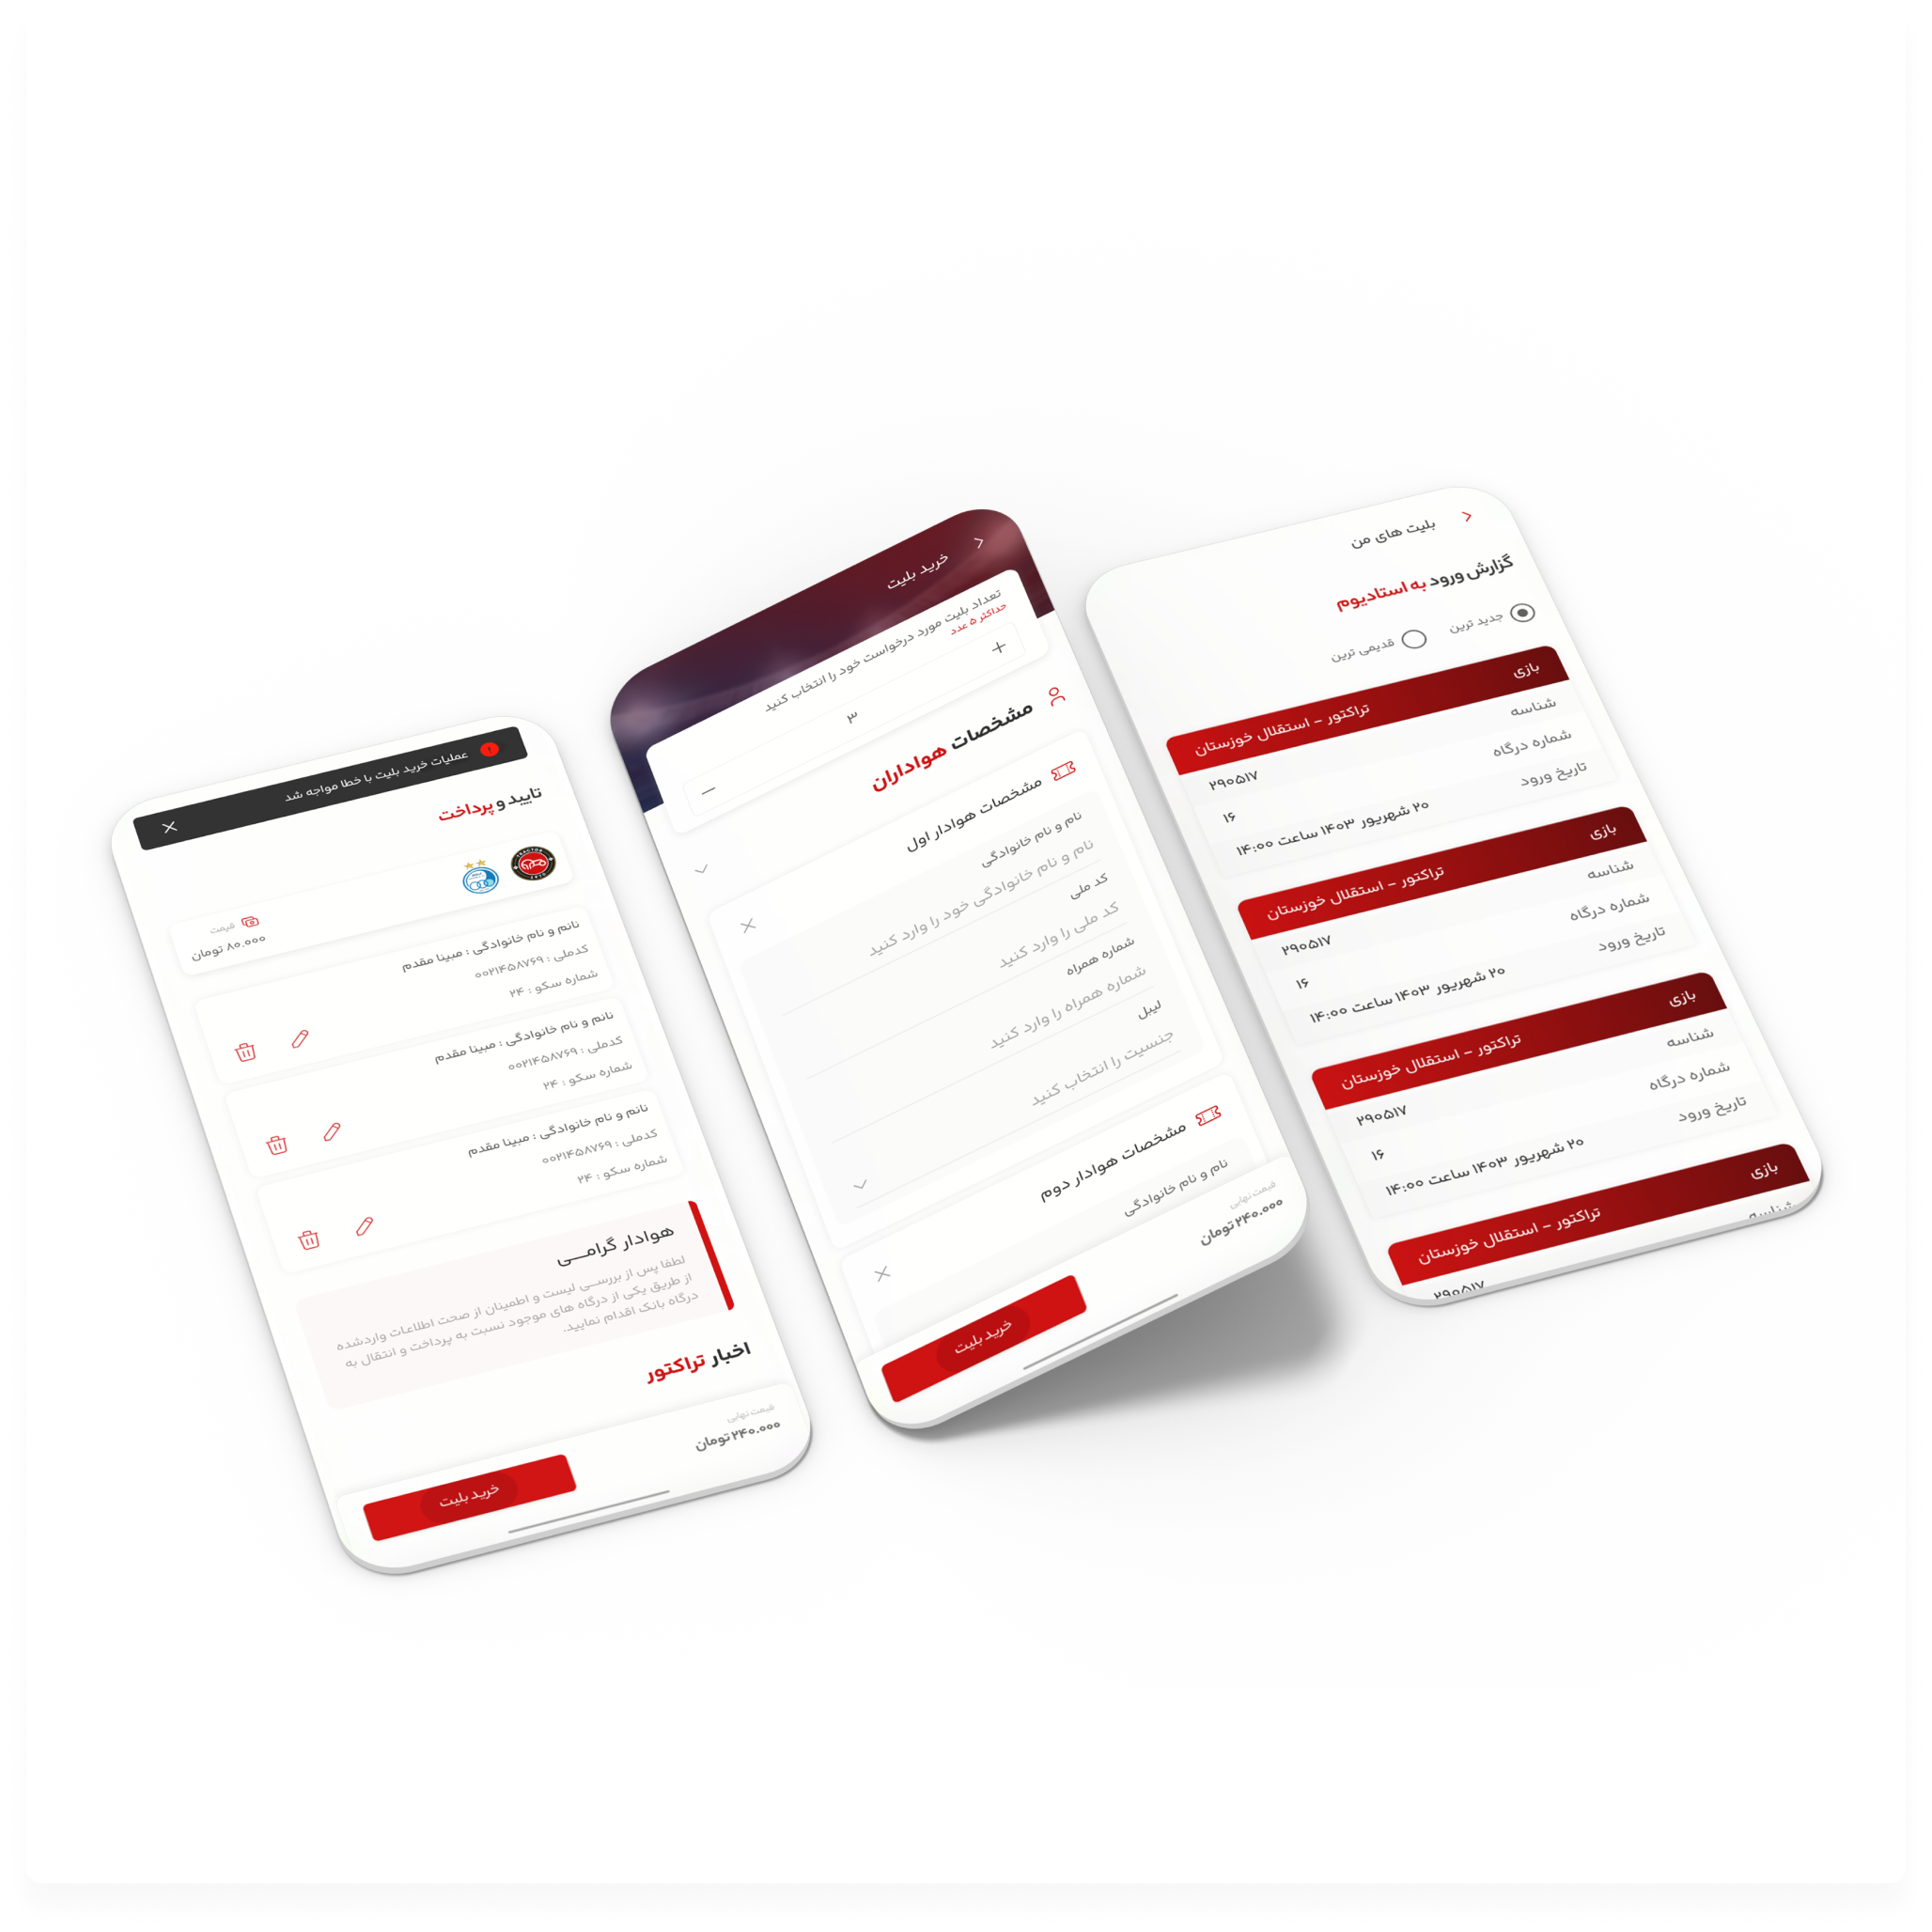 بلیت های من
گزارش ورود به استادیوم
جدید ترین
قدیمی ترین
بازی
تراکتور - استقلال خوزستان
شناسه
۲۹۰۵۱۷
شماره درگاه
۱۶
تاریخ ورود
۲۰ شهریور ۱۴۰۳ ساعت ۱۴:۰۰
بازی
تراکتور - استقلال خوزستان
شناسه
۲۹۰۵۱۷
شماره درگاه
۱۶
تاریخ ورود
۲۰ شهریور ۱۴۰۳ ساعت ۱۴:۰۰
بازی
تراکتور - استقلال خوزستان
شناسه
۲۹۰۵۱۷
شماره درگاه
۱۶
تاریخ ورود
۲۰ شهریور ۱۴۰۳ ساعت ۱۴:۰۰
بازی
تراکتور - استقلال خوزستان
شناسه
۲۹۰۵۱۷
خرید بلیت
تعداد بلیت مورد درخواست خود را انتخاب کنید
حداکثر ۵ عدد
۳
مشخصات هواداران
مشخصات هوادار اول
نام و نام خانوادگی
نام و نام خانوادگی خود را وارد کنید
کد ملی
کد ملی را وارد کنید
شماره همراه
شماره همراه را وارد کنید
لیبل
جنسیت را انتخاب کنید
مشخصات هوادار دوم
نام و نام خانوادگی
قیمت نهایی
۲۴۰.۰۰۰ تومان
خرید بلیت
عملیات خرید بلیت با خطا مواجه شد
تایید و پرداخت
TRACTOR
1970
قیمت
۸۰.۰۰۰ تومان
نانم و نام خانوادگی : مبینا مقدم
کدملی : ۰۰۲۱۴۵۸۷۶۹
شماره سکو : ۲۴
نانم و نام خانوادگی : مبینا مقدم
کدملی : ۰۰۲۱۴۵۸۷۶۹
شماره سکو : ۲۴
نانم و نام خانوادگی : مبینا مقدم
کدملی : ۰۰۲۱۴۵۸۷۶۹
شماره سکو : ۲۴
هوادار گرامــی
لطفا پس از بررســی لیست و اطمینان از صحت اطلاعات واردشده
از طریق یکی از درگاه های موجود نسبت به پرداخت و انتقال به
درگاه بانک اقدام نمایید.
اخبار تراکتور
قیمت نهایی
۲۴۰.۰۰۰ تومان
خرید بلیت